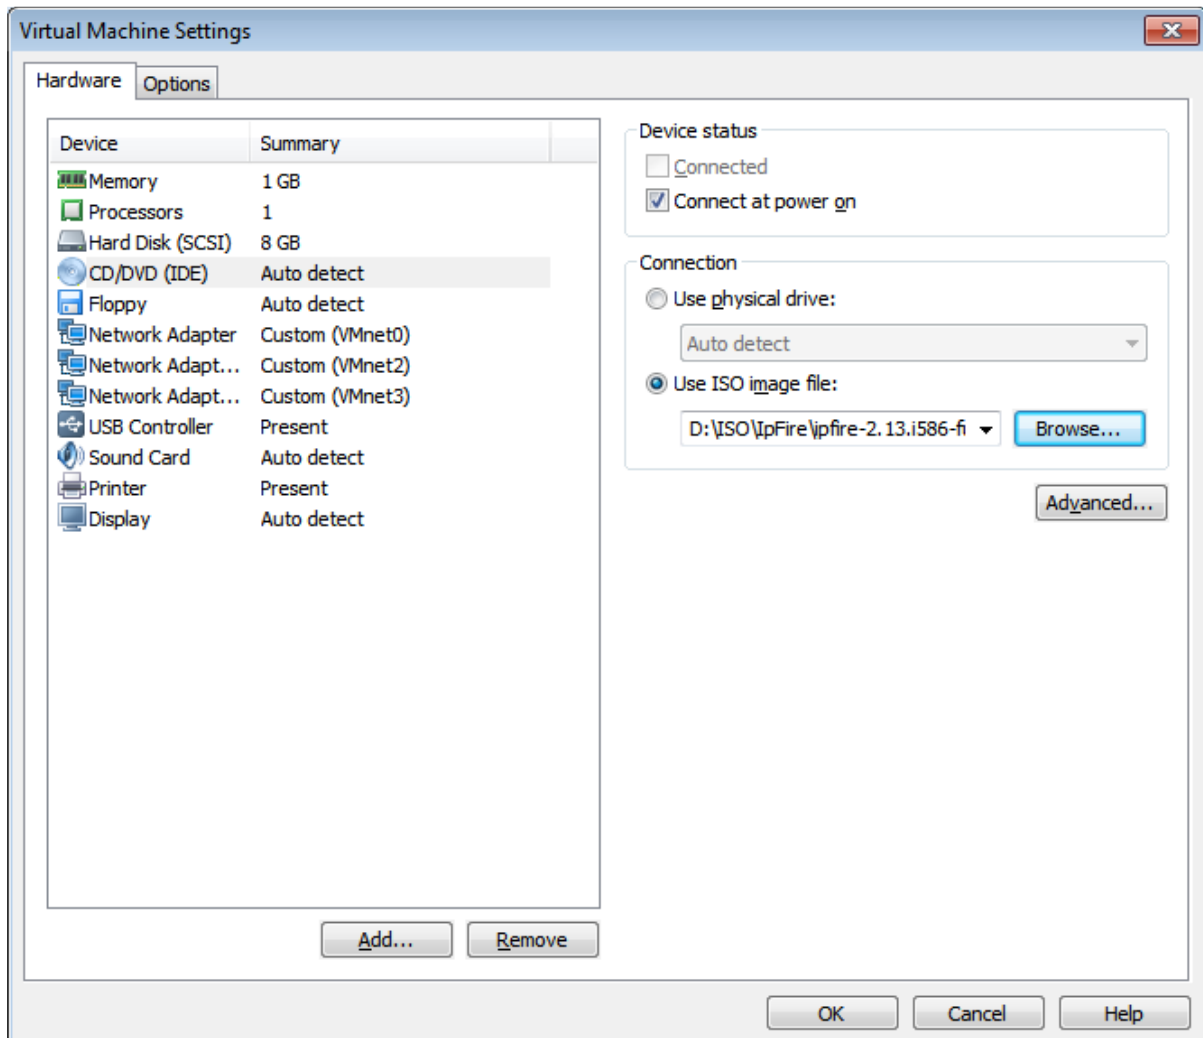 Virtual Machine Settings
Hardware Options
Device Summary
Memory 1 GB
Processors 1
Hard Disk (SCSI) 8 GB
CD/DVD (IDE) Auto detect
Floppy Auto detect
Network Adapter Custom (VMnet0)
Network Adapt... Custom (VMnet2)
Network Adapt... Custom (VMnet3)
USB Controller Present
Sound Card Auto detect
Printer Present
Display Auto detect
Add... Remove
Device status
Connected
Connect at power on
Connection
Use physical drive:
Auto detect
Use ISO image file:
D:\ISO\IpFire\ipfire-2.13.i586-fi Browse...
Advanced...
OK Cancel Help